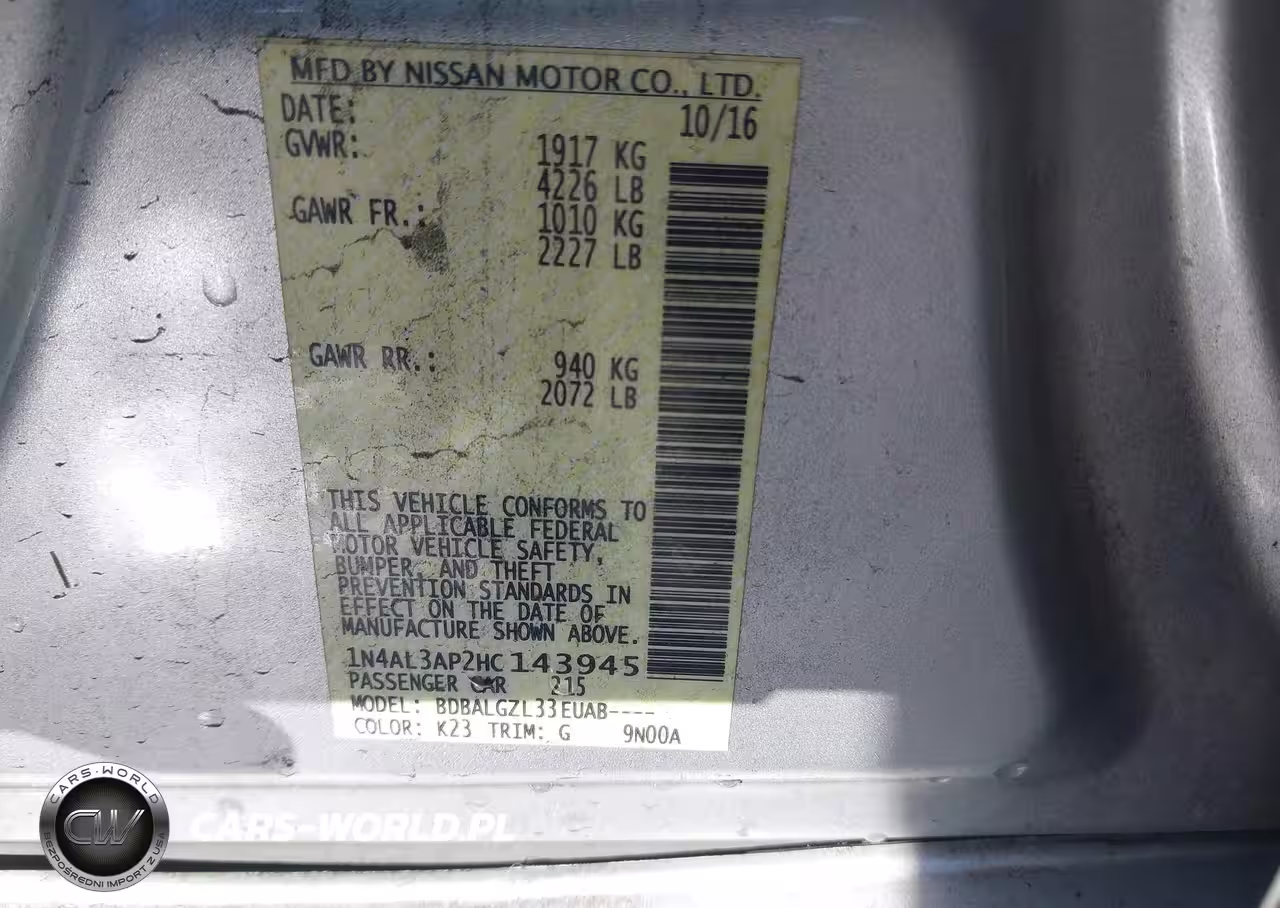 MFD BY NISSAN MOTOR CO., LTD.
DATE: 10/16
GVWR: 1917 KG
4226 LB
GAWR FR.: 1010 KG
2227 LB
GAWR RR.: 940 KG
2072 LB
THIS VEHICLE CONFORMS TO
ALL APPLICABLE FEDERAL
MOTOR VEHICLE SAFETY,
BUMPER, AND THEFT
PREVENTION STANDARDS IN
EFFECT ON THE DATE OF
MANUFACTURE SHOWN ABOVE.
1N4AL3AP2HC143945
PASSENGER CAR 215
MODEL: BDBALGZL33EUAB----
COLOR: K23 TRIM: G 9N00A
CARS-WORLD
CW
BEZPOŚREDNI IMPORT Z USA
CARS-WORLD.PL